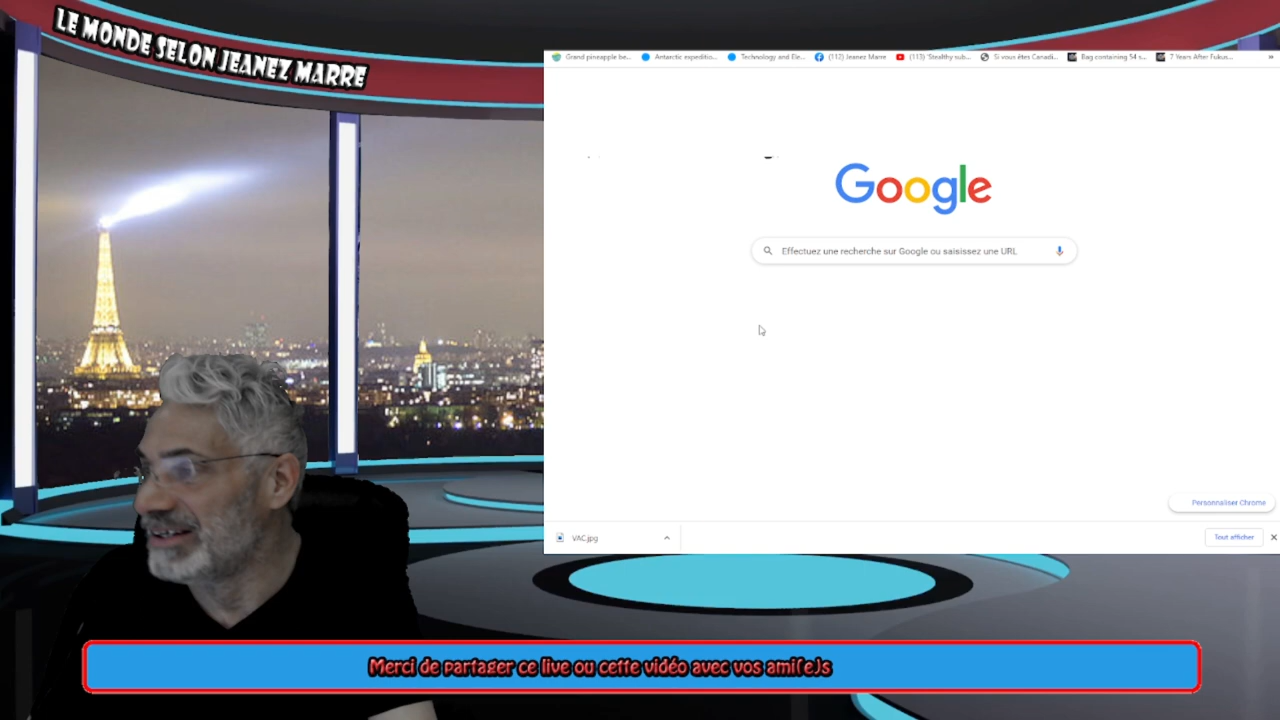 LE MONDE SELON JEANEZ MARRE
Grand pineapple be... Antarctic expeditio... Technology and Ele... (112) Jeanez Marre (113) "Stealthy sub... Si vous êtes Canadi... Bag containing 54 s... 7 Years After Fukus... »
Google
Effectuez une recherche sur Google ou saisissez une URL
Personnaliser Chrome
VAC.jpg
Tout afficher
Merci de partager ce live ou cette vidéo avec vos ami(e)s